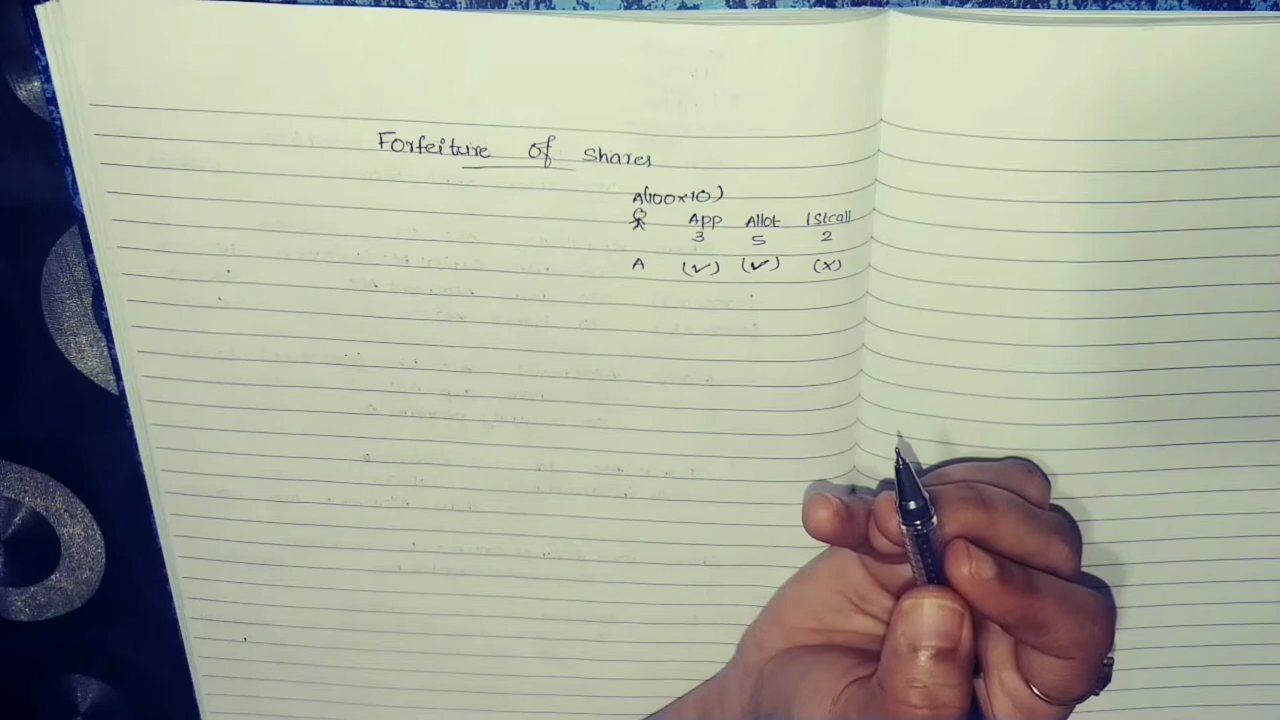 Forfeiture of shares
A(100×10)
App Allot 1st call
3 5 2
A (✓) (✓) (×)